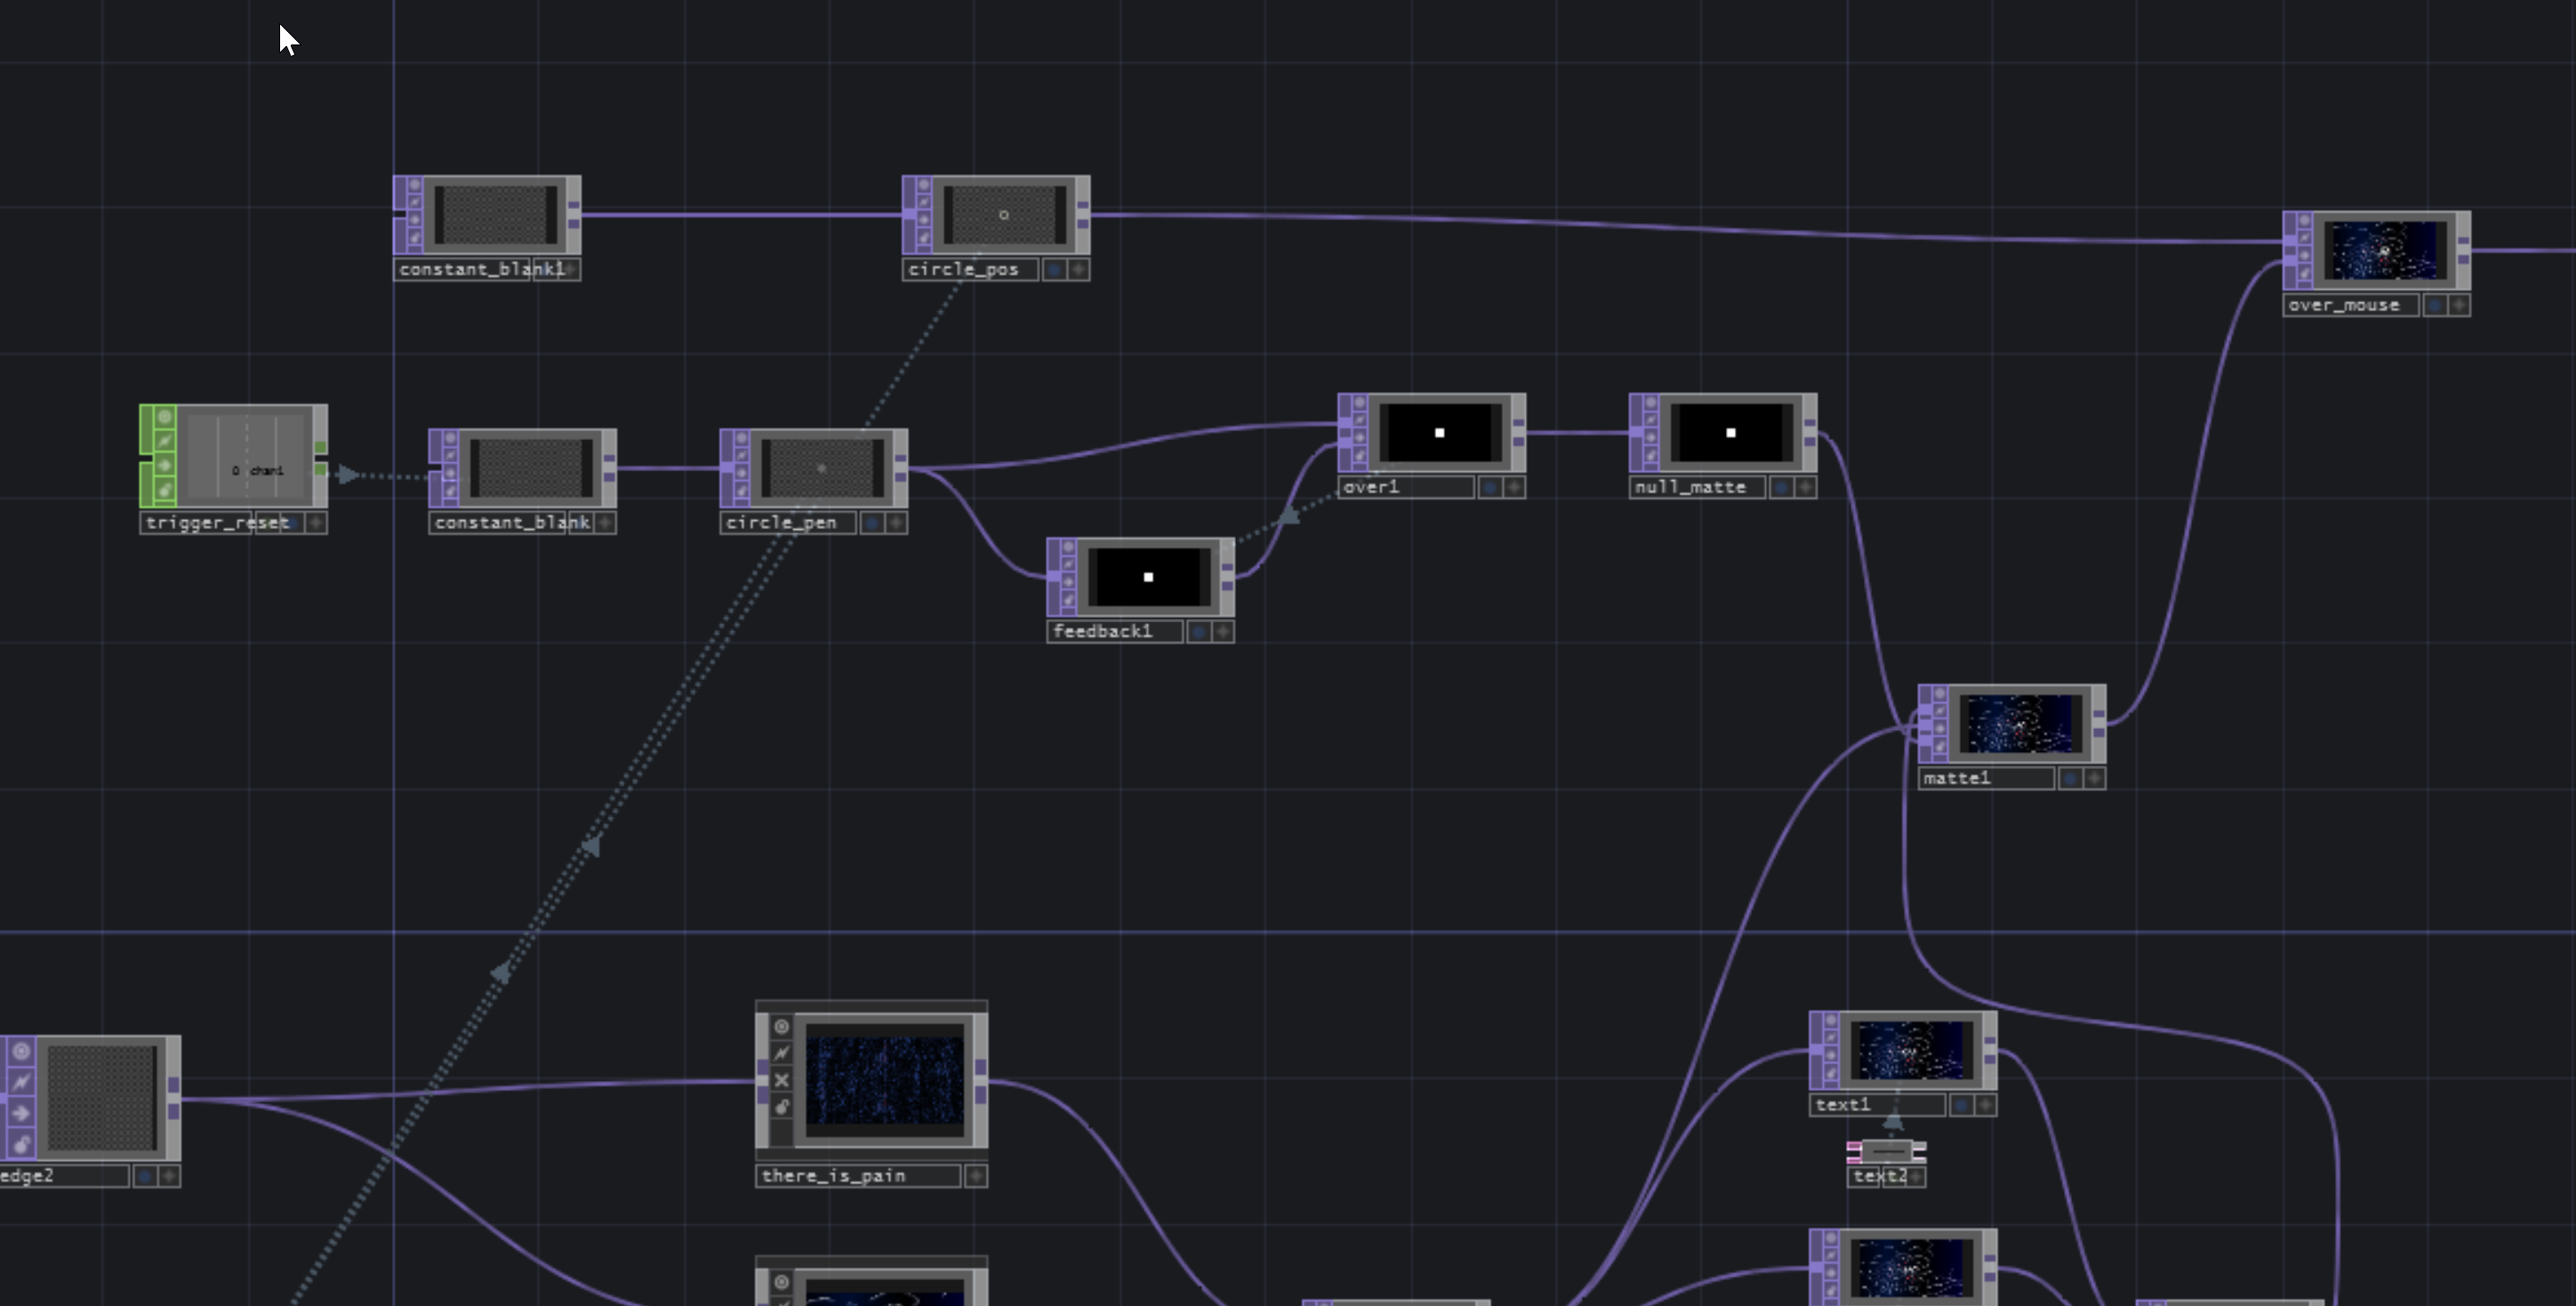 constant_blank1
circle_pos
over_mouse
0 chan1
trigger_reset
constant_blank
circle_pen
over1
null_matte
feedback1
matte1
text1
edge2
there_is_pain
text2